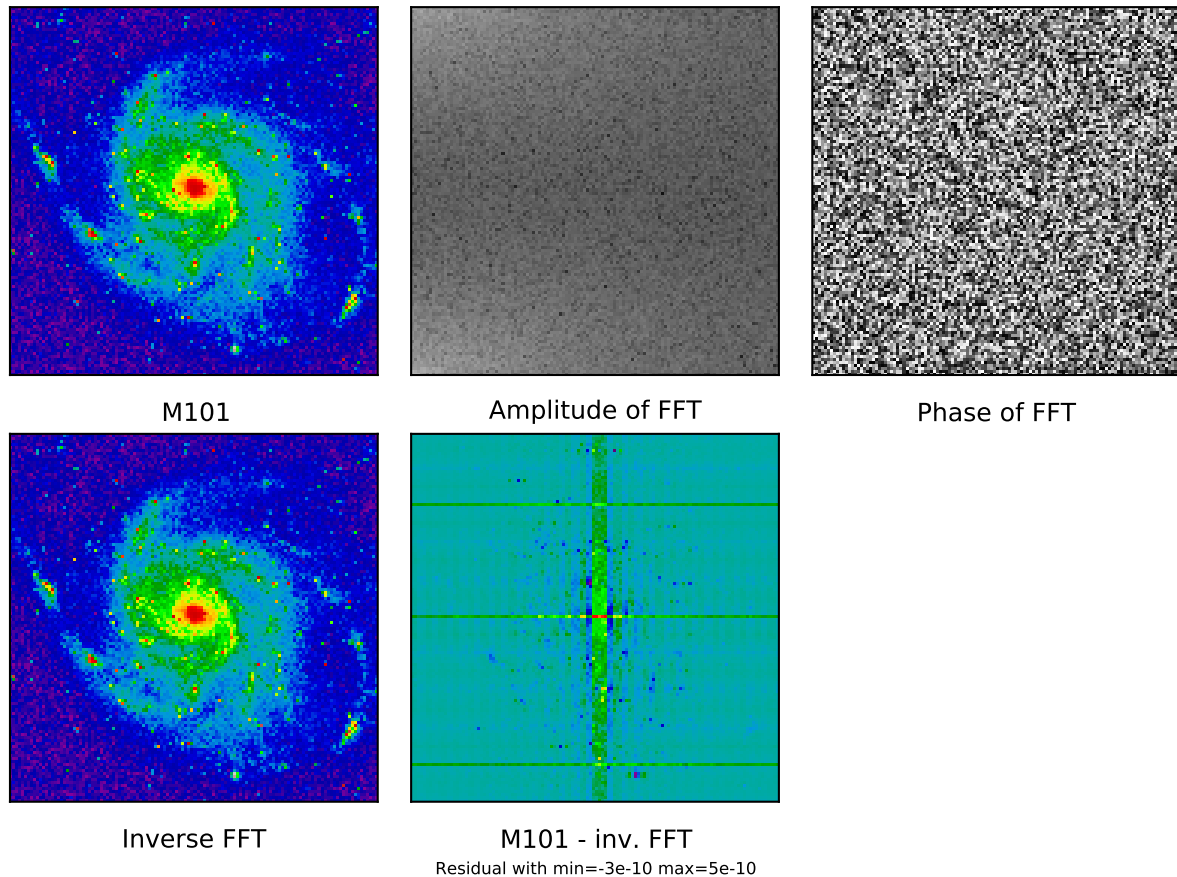 M101
Amplitude of FFT
Phase of FFT
Inverse FFT
M101 - inv. FFT
Residual with min=-3e-10 max=5e-10